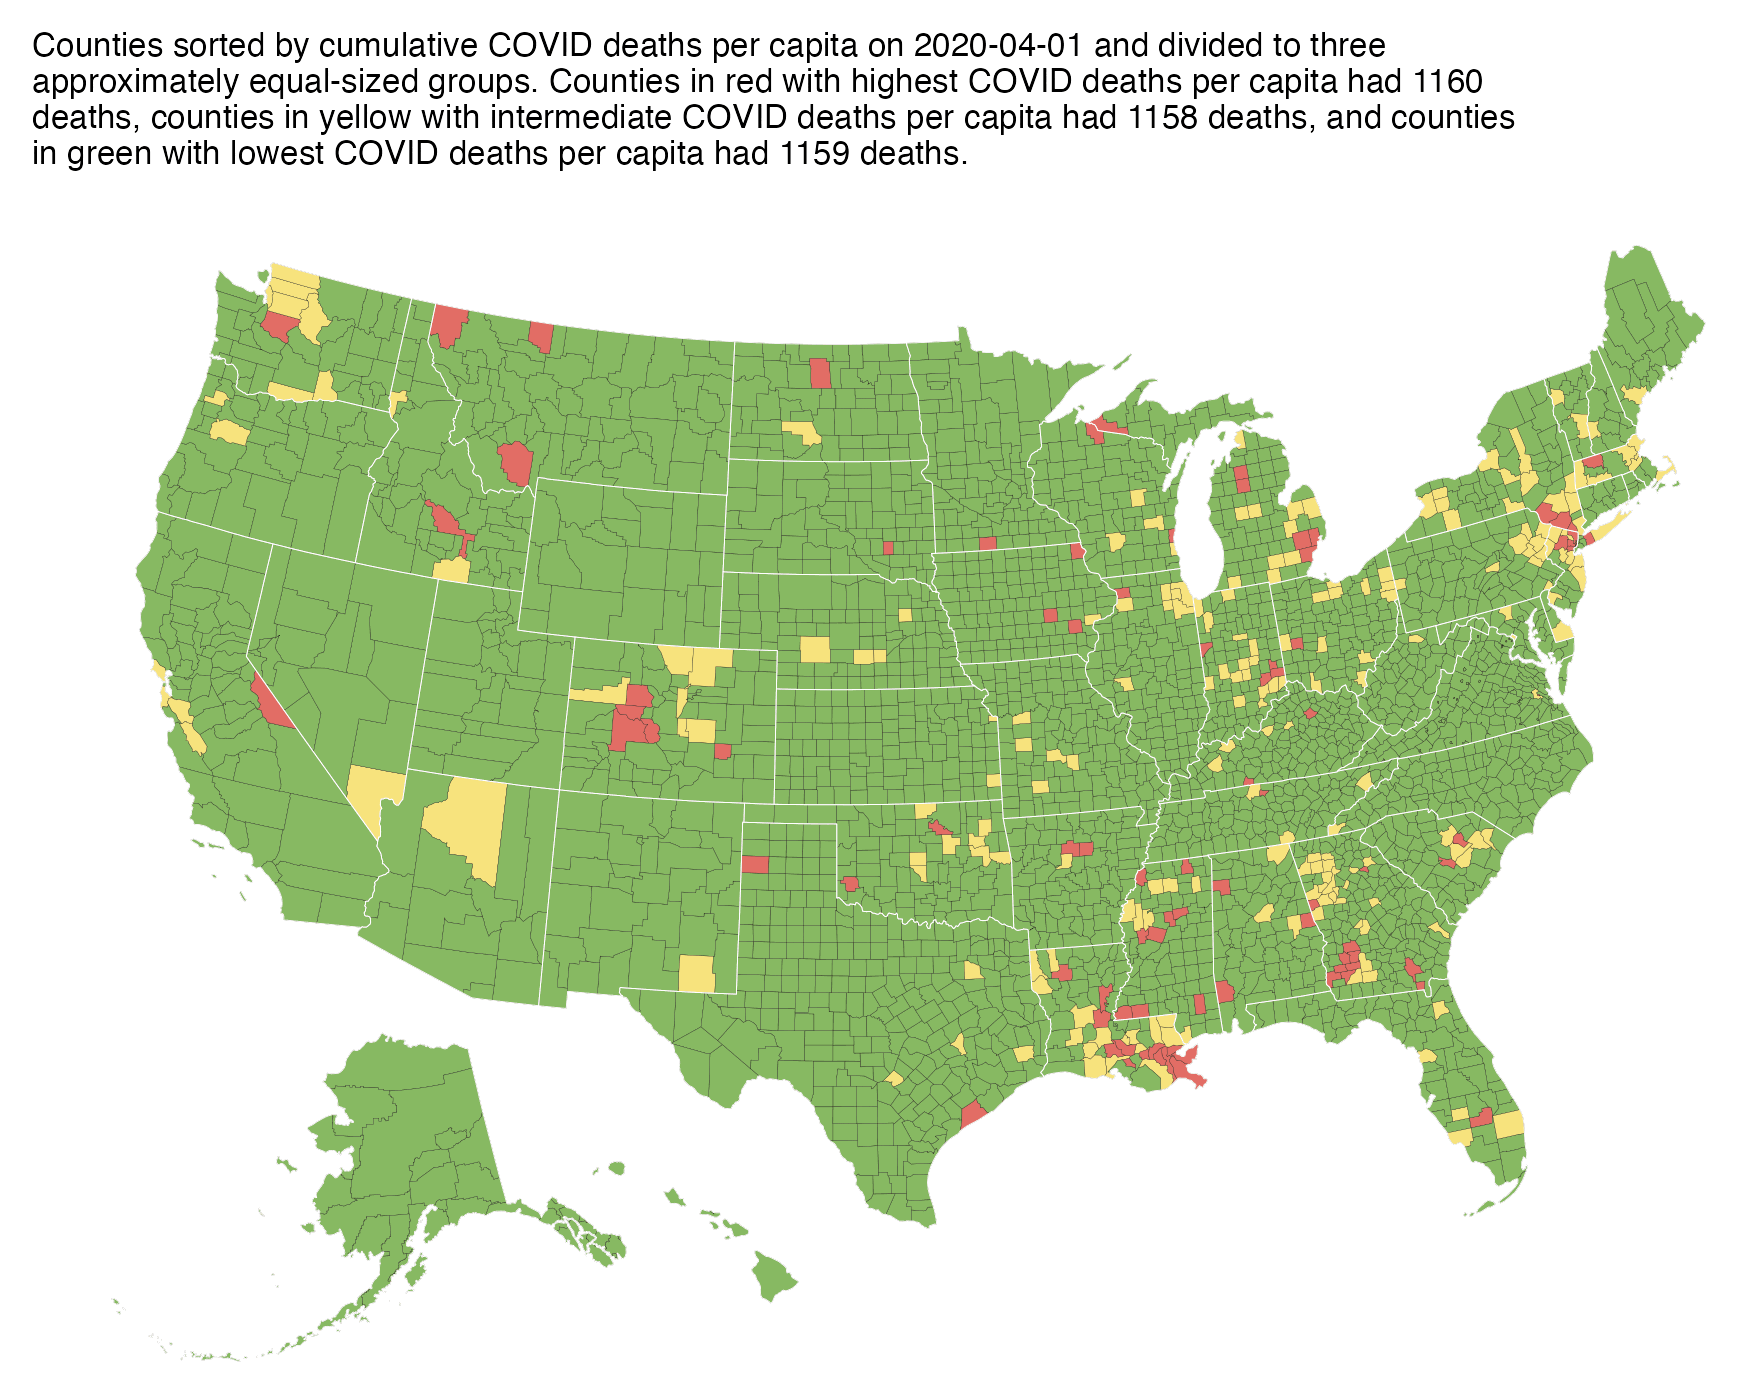 Counties sorted by cumulative COVID deaths per capita on 2020-04-01 and divided to three
approximately equal-sized groups. Counties in red with highest COVID deaths per capita had 1160
deaths, counties in yellow with intermediate COVID deaths per capita had 1158 deaths, and counties
in green with lowest COVID deaths per capita had 1159 deaths.